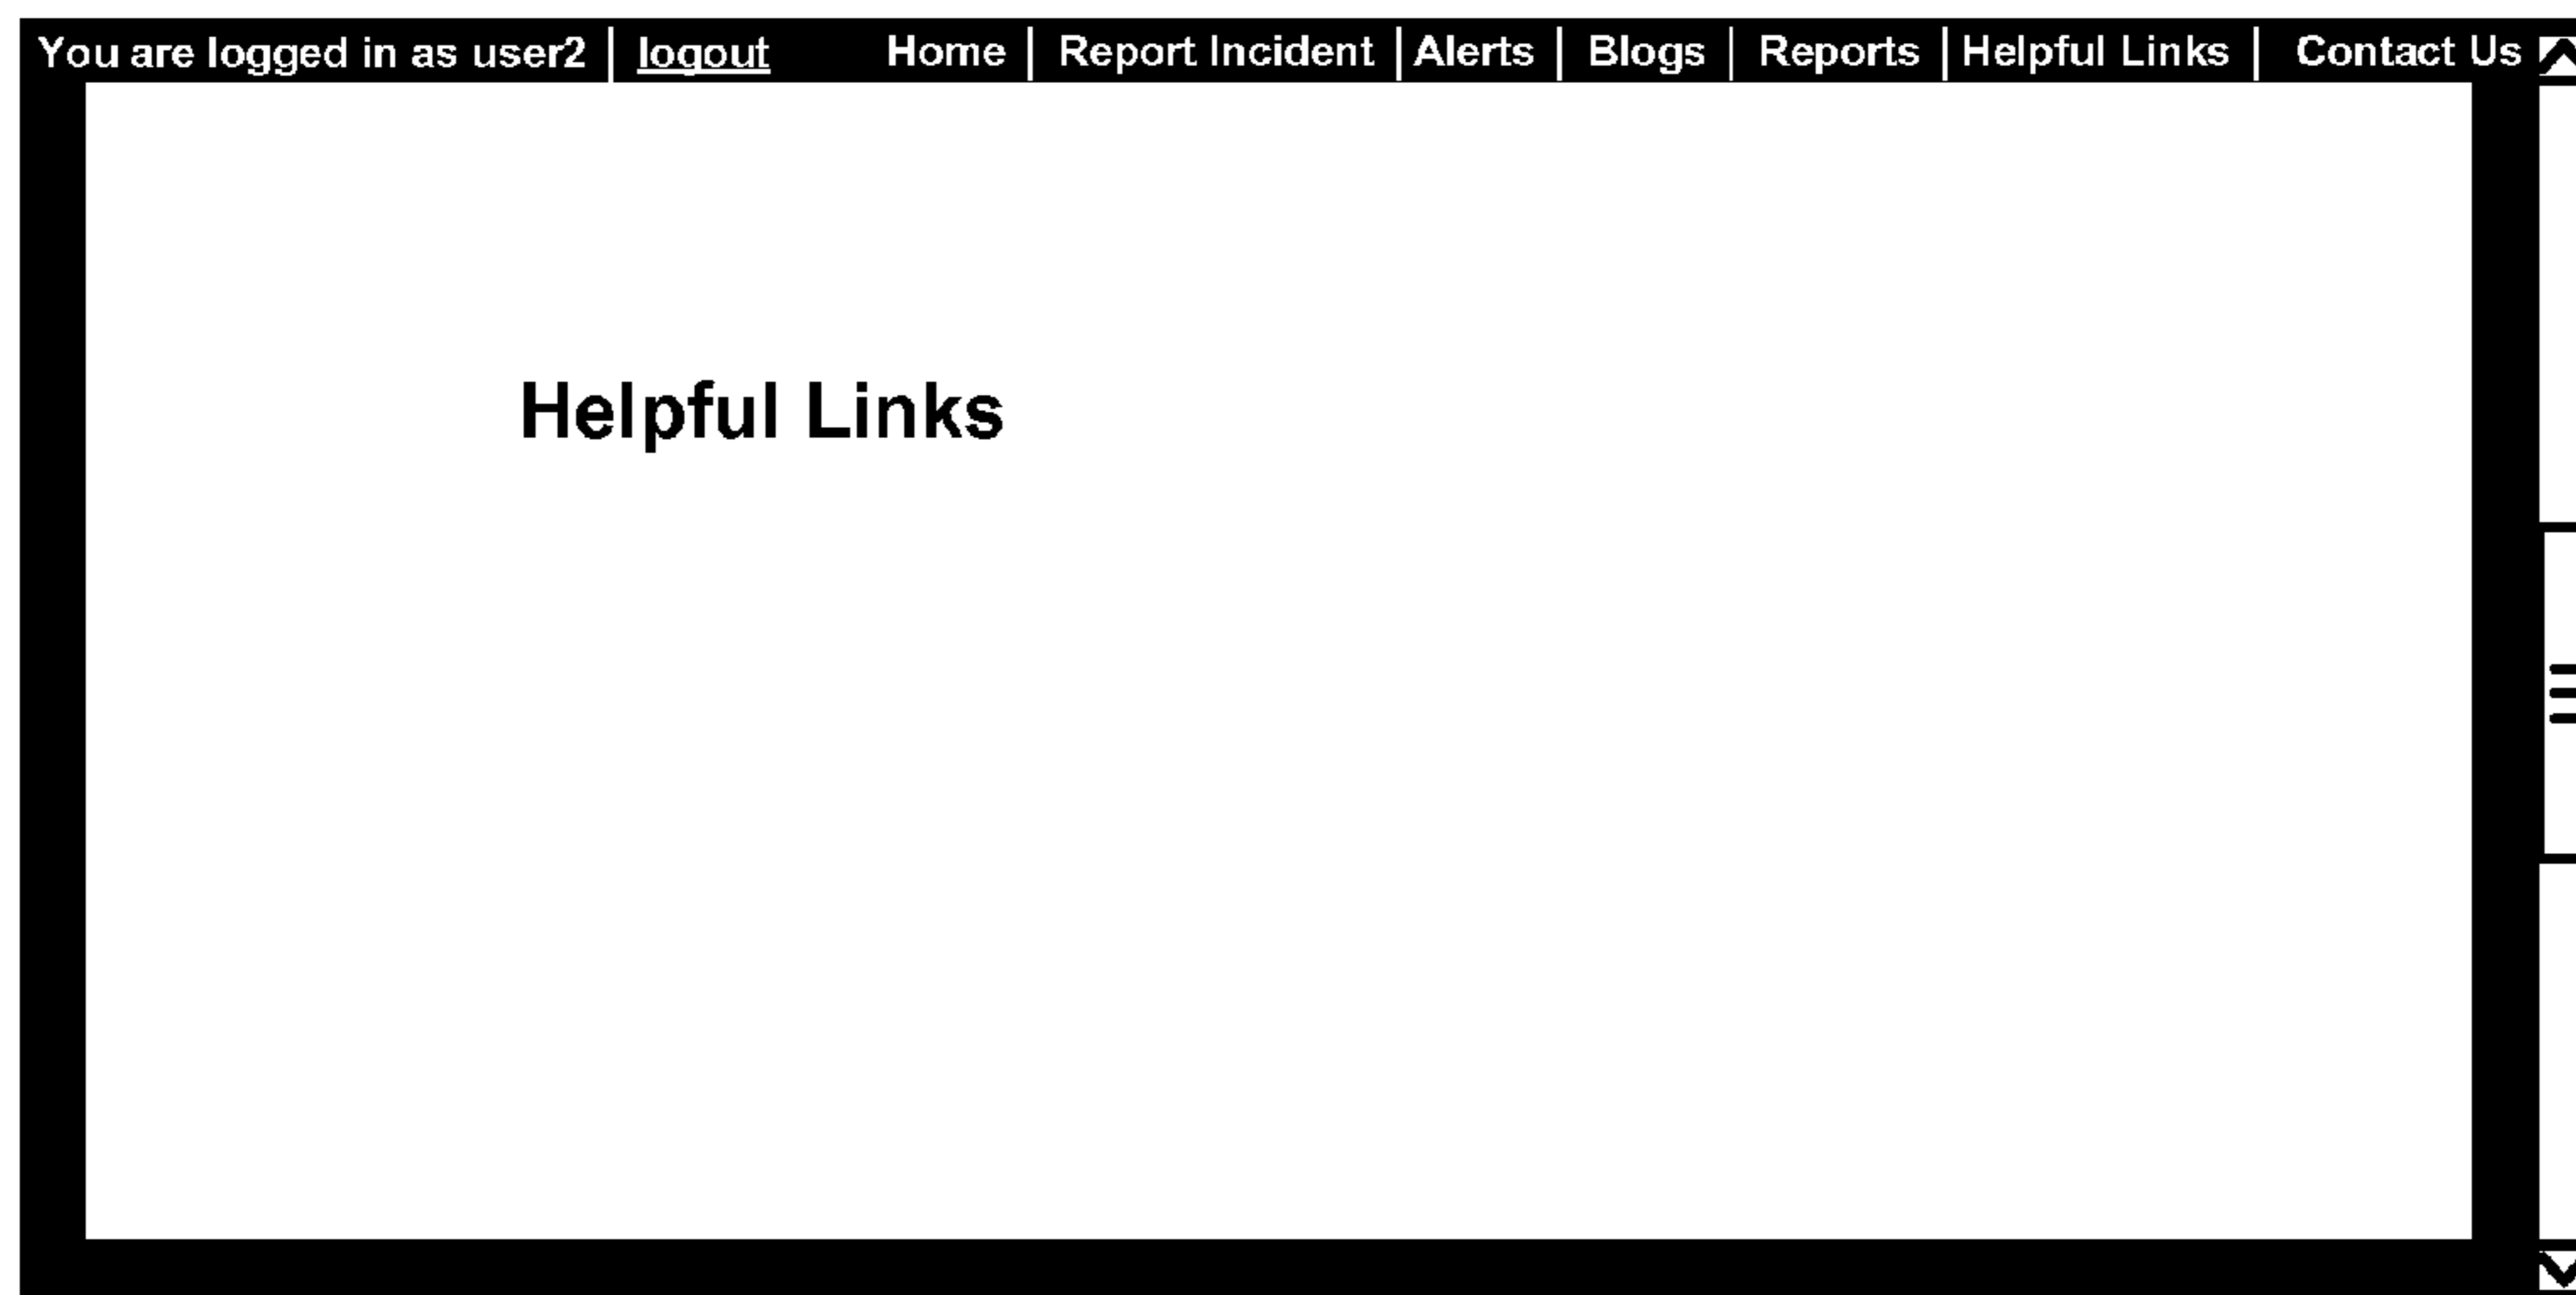 You are logged in as user2 | logout Home | Report Incident | Alerts | Blogs | Reports | Helpful Links | Contact Us
Helpful Links